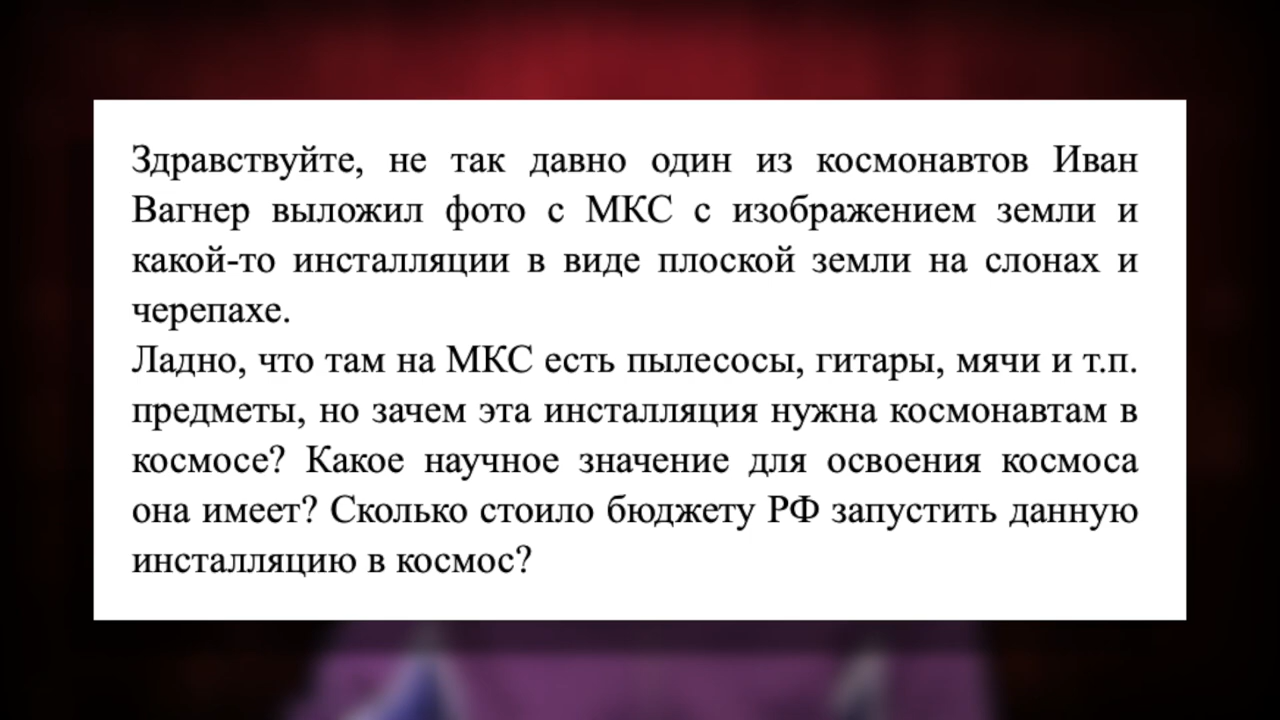 Здравствуйте, не так давно один из космонавтов Иван
Вагнер выложил фото с МКС с изображением земли и
какой-то инсталляции в виде плоской земли на слонах и
черепахе.
Ладно, что там на МКС есть пылесосы, гитары, мячи и т.п.
предметы, но зачем эта инсталляция нужна космонавтам в
космосе? Какое научное значение для освоения космоса
она имеет? Сколько стоило бюджету РФ запустить данную
инсталляцию в космос?